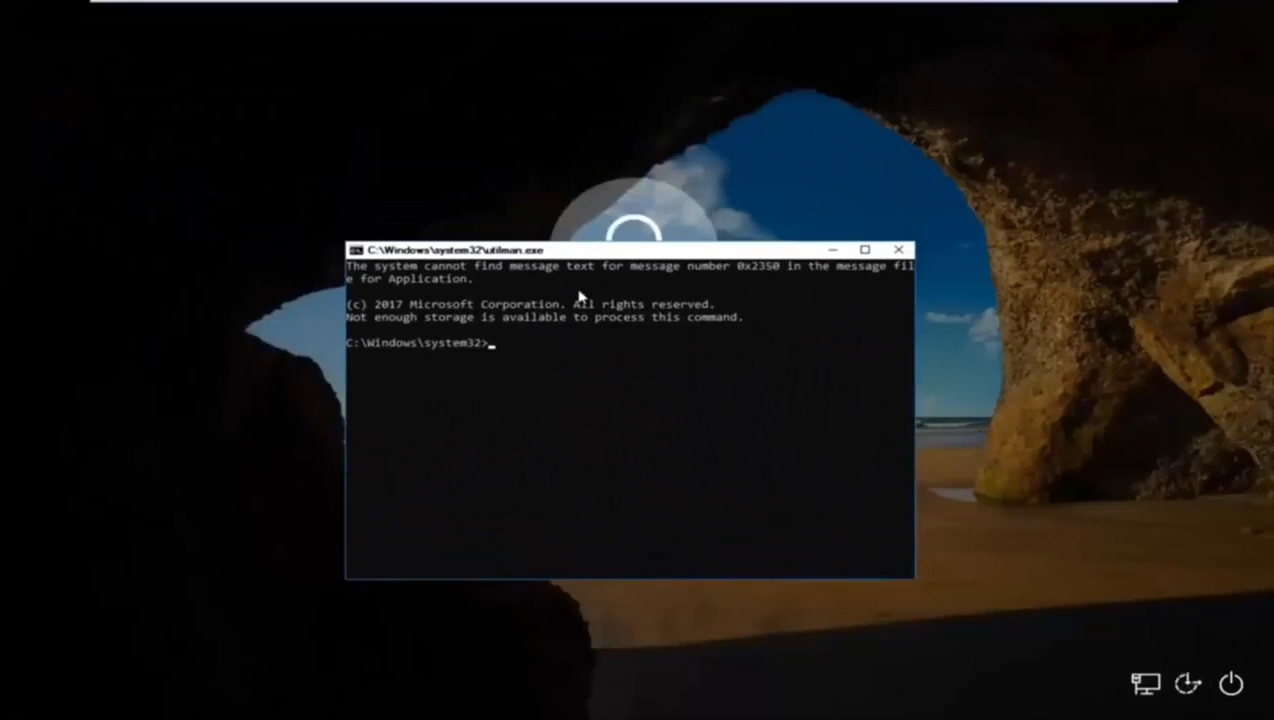 C:\Windows\system32\utilman.exe
The system cannot find message text for message number 0x2350 in the message fil
e for Application.
(c) 2017 Microsoft Corporation. All rights reserved.
Not enough storage is available to process this command.
C:\Windows\system32>